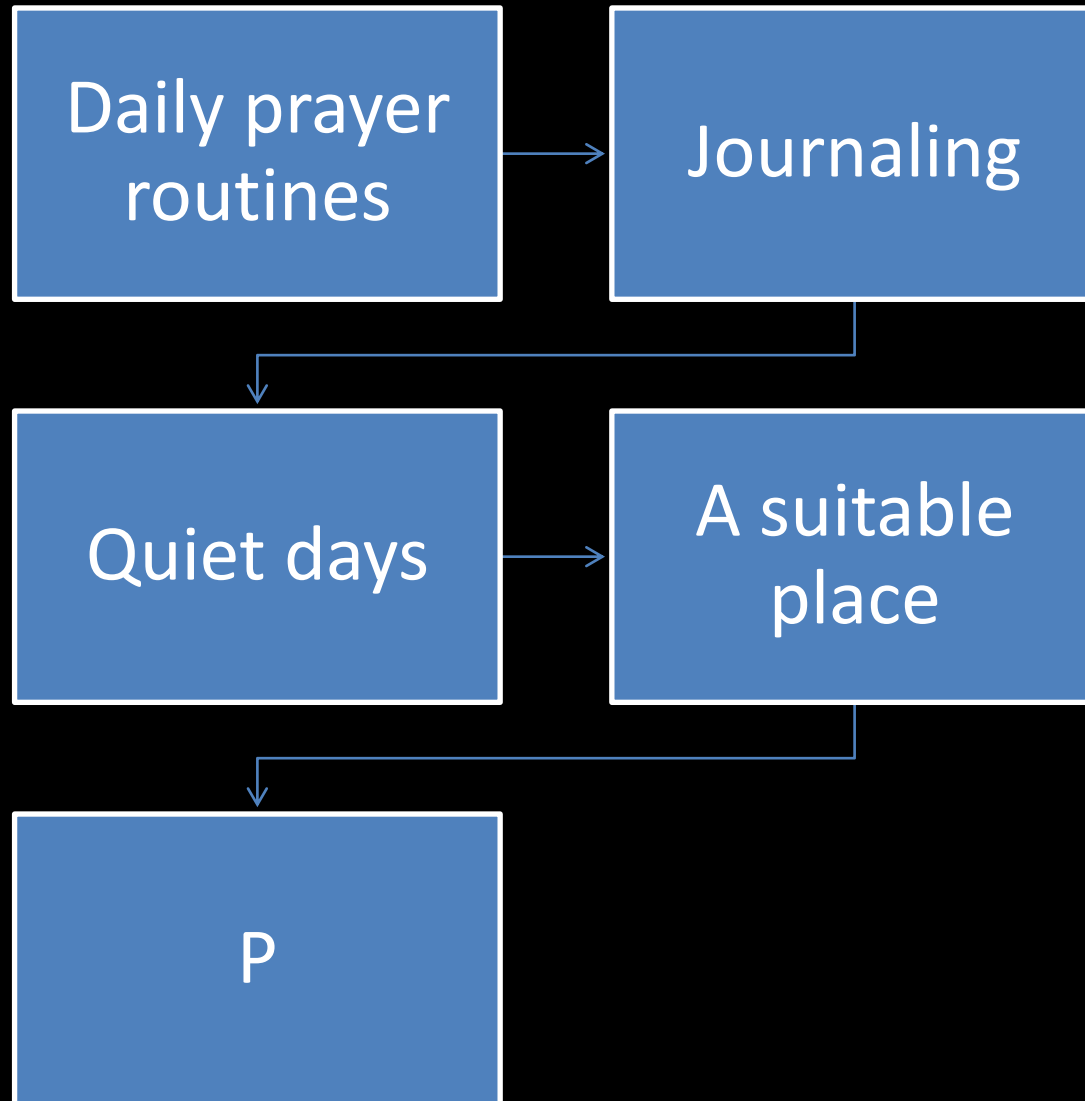 Daily prayer
routines
Journaling
Quiet days
A suitable
place
P